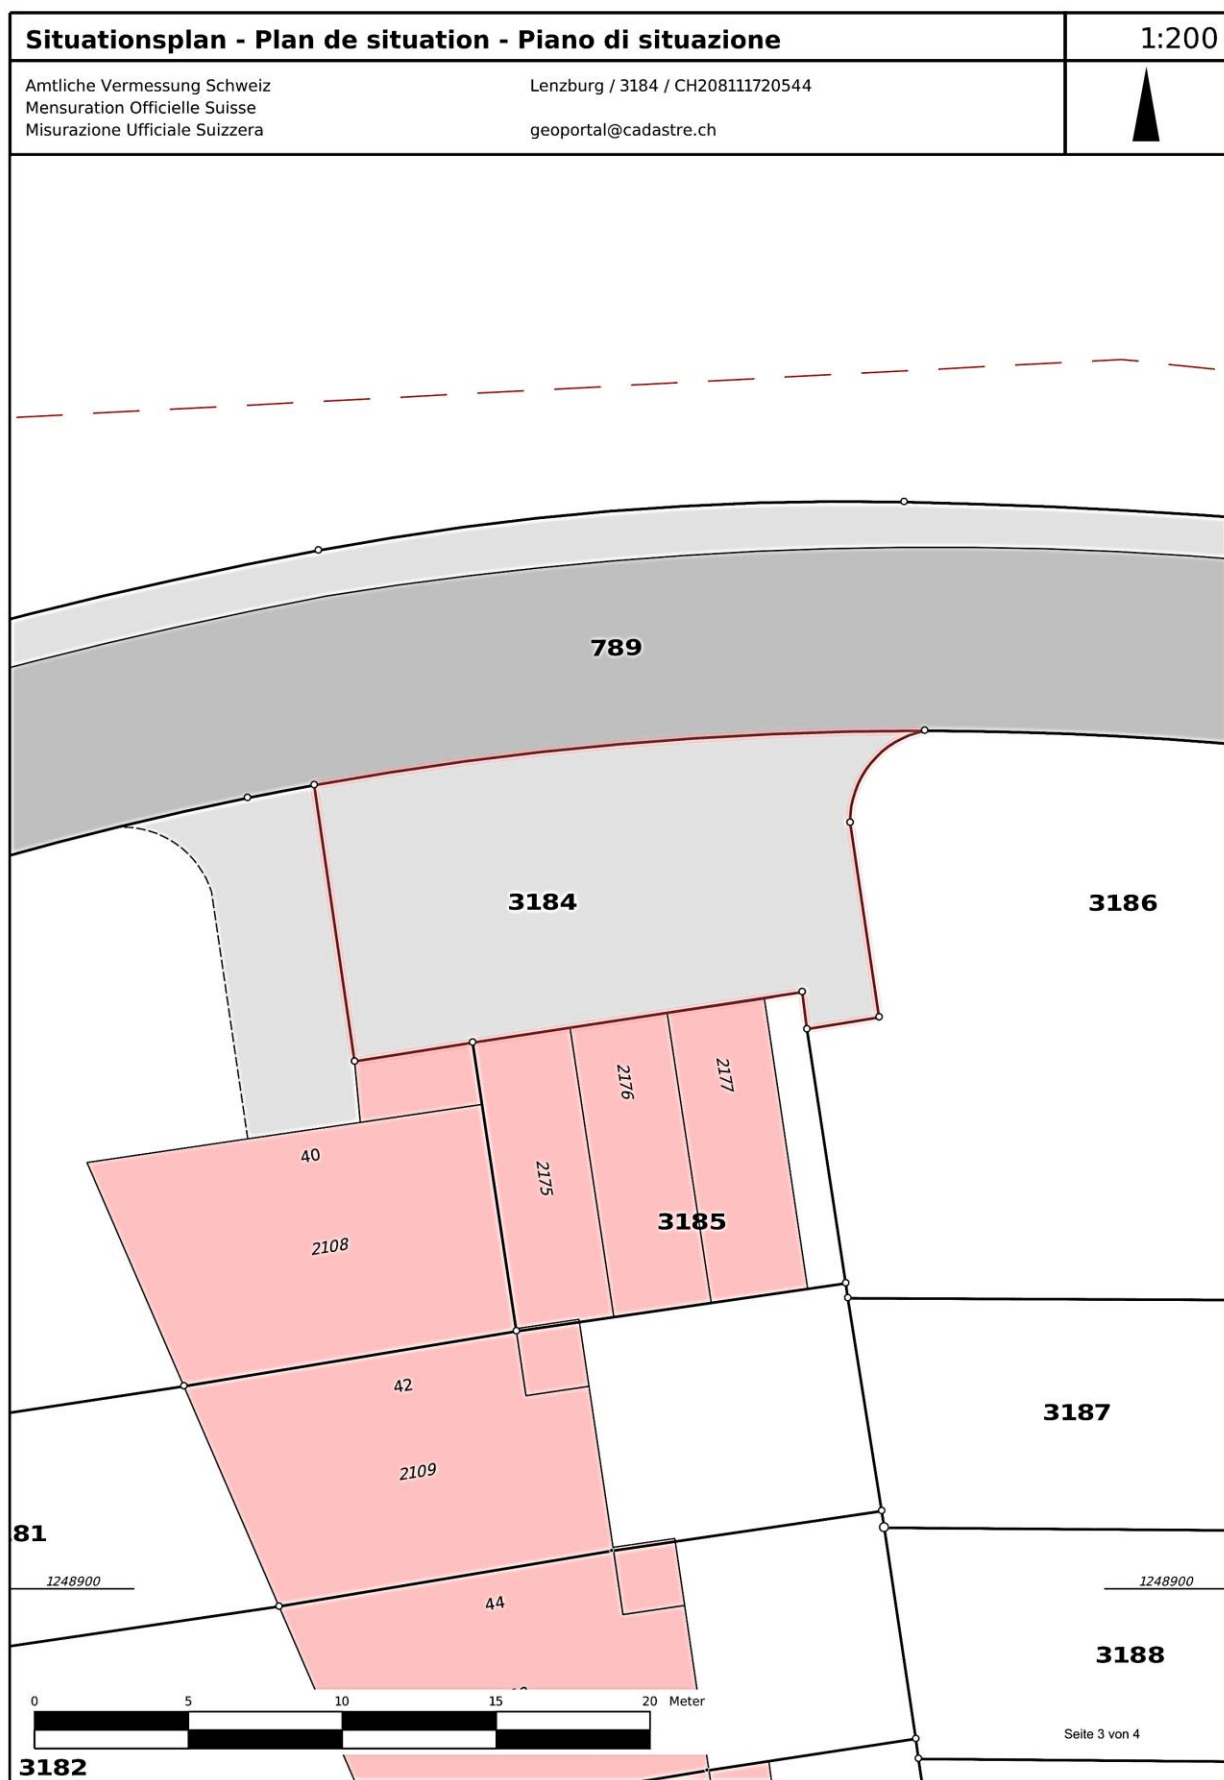 Situationsplan - Plan de situation - Piano di situazione
1:200
Amtliche Vermessung Schweiz
Mensuration Officielle Suisse
Misurazione Ufficiale Suizzera
Lenzburg / 3184 / CH208111720544
geoportal@cadastre.ch
789
3184
3186
2176
2177
40
2175
3185
2108
42
3187
2109
81
1248900
1248900
44
3188
0 5 10 15 20 Meter
Seite 3 von 4
3182